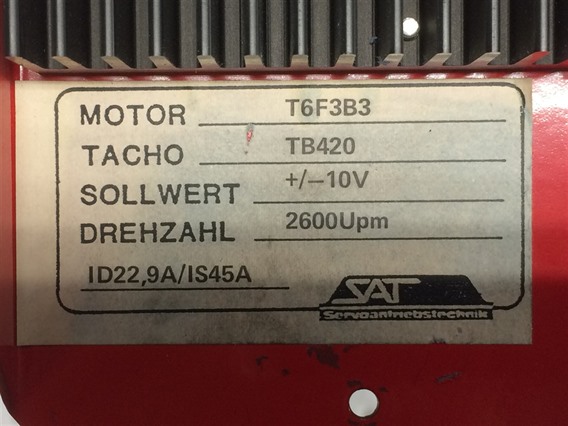 MOTOR T6F3B3
TACHO TB420
SOLLWERT +/-10V
DREHZAHL 2600Upm
ID22,9A/IS45A
SAT
Servoantriebstechnik